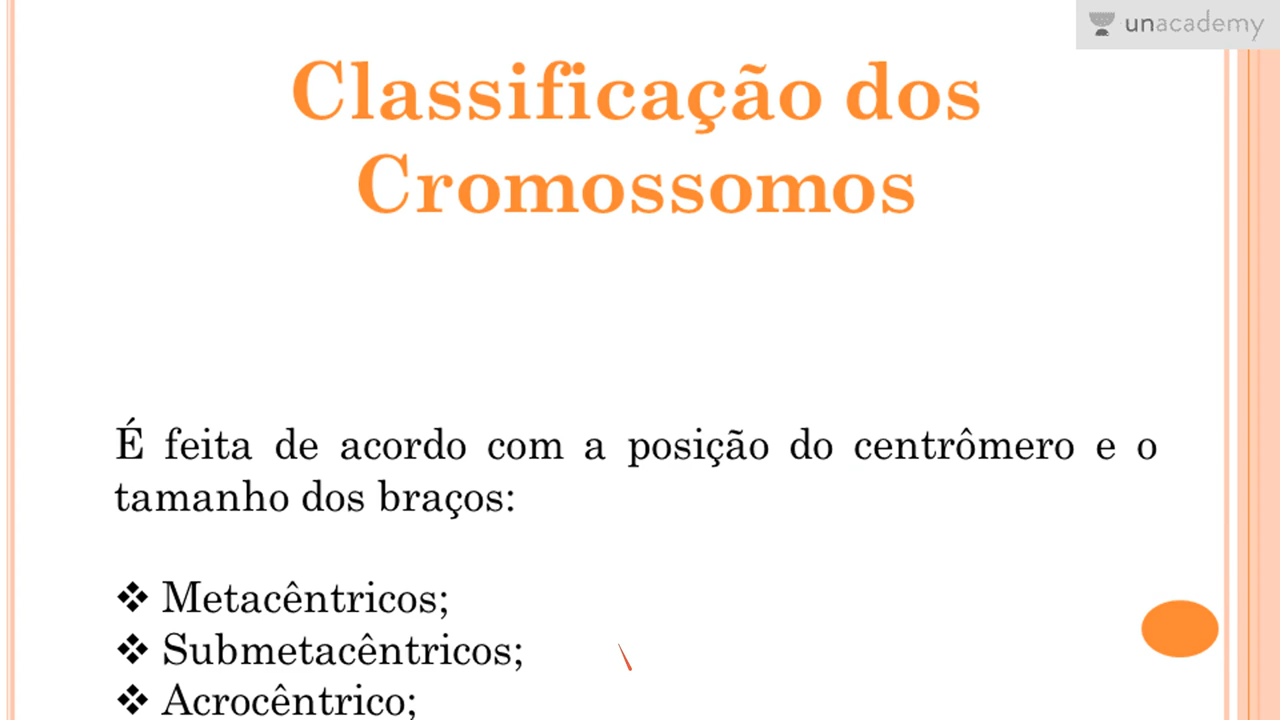 unacademy
Classificação dos
Cromossomos
É feita de acordo com a posição do centrômero e o
tamanho dos braços:
❖ Metacêntricos;
❖ Submetacêntricos;
❖ Acrocêntrico;